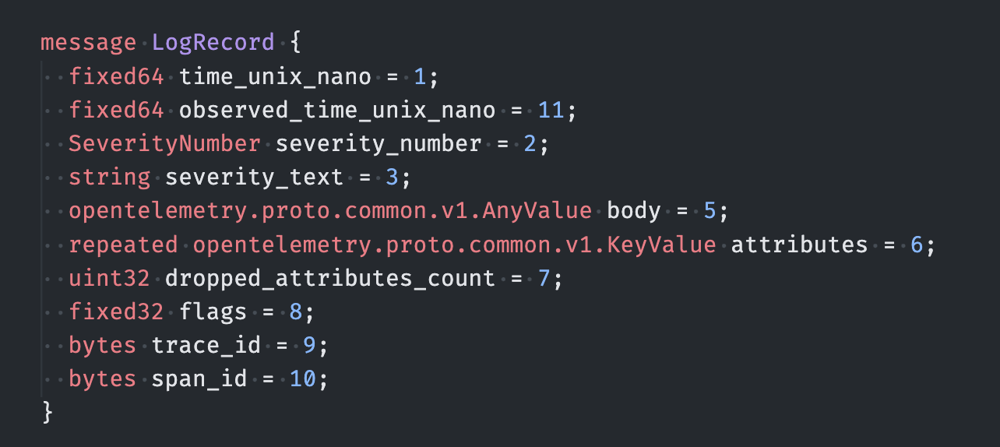 message LogRecord {
  fixed64 time_unix_nano = 1;
  fixed64 observed_time_unix_nano = 11;
  SeverityNumber severity_number = 2;
  string severity_text = 3;
  opentelemetry.proto.common.v1.AnyValue body = 5;
  repeated opentelemetry.proto.common.v1.KeyValue attributes = 6;
  uint32 dropped_attributes_count = 7;
  fixed32 flags = 8;
  bytes trace_id = 9;
  bytes span_id = 10;
}